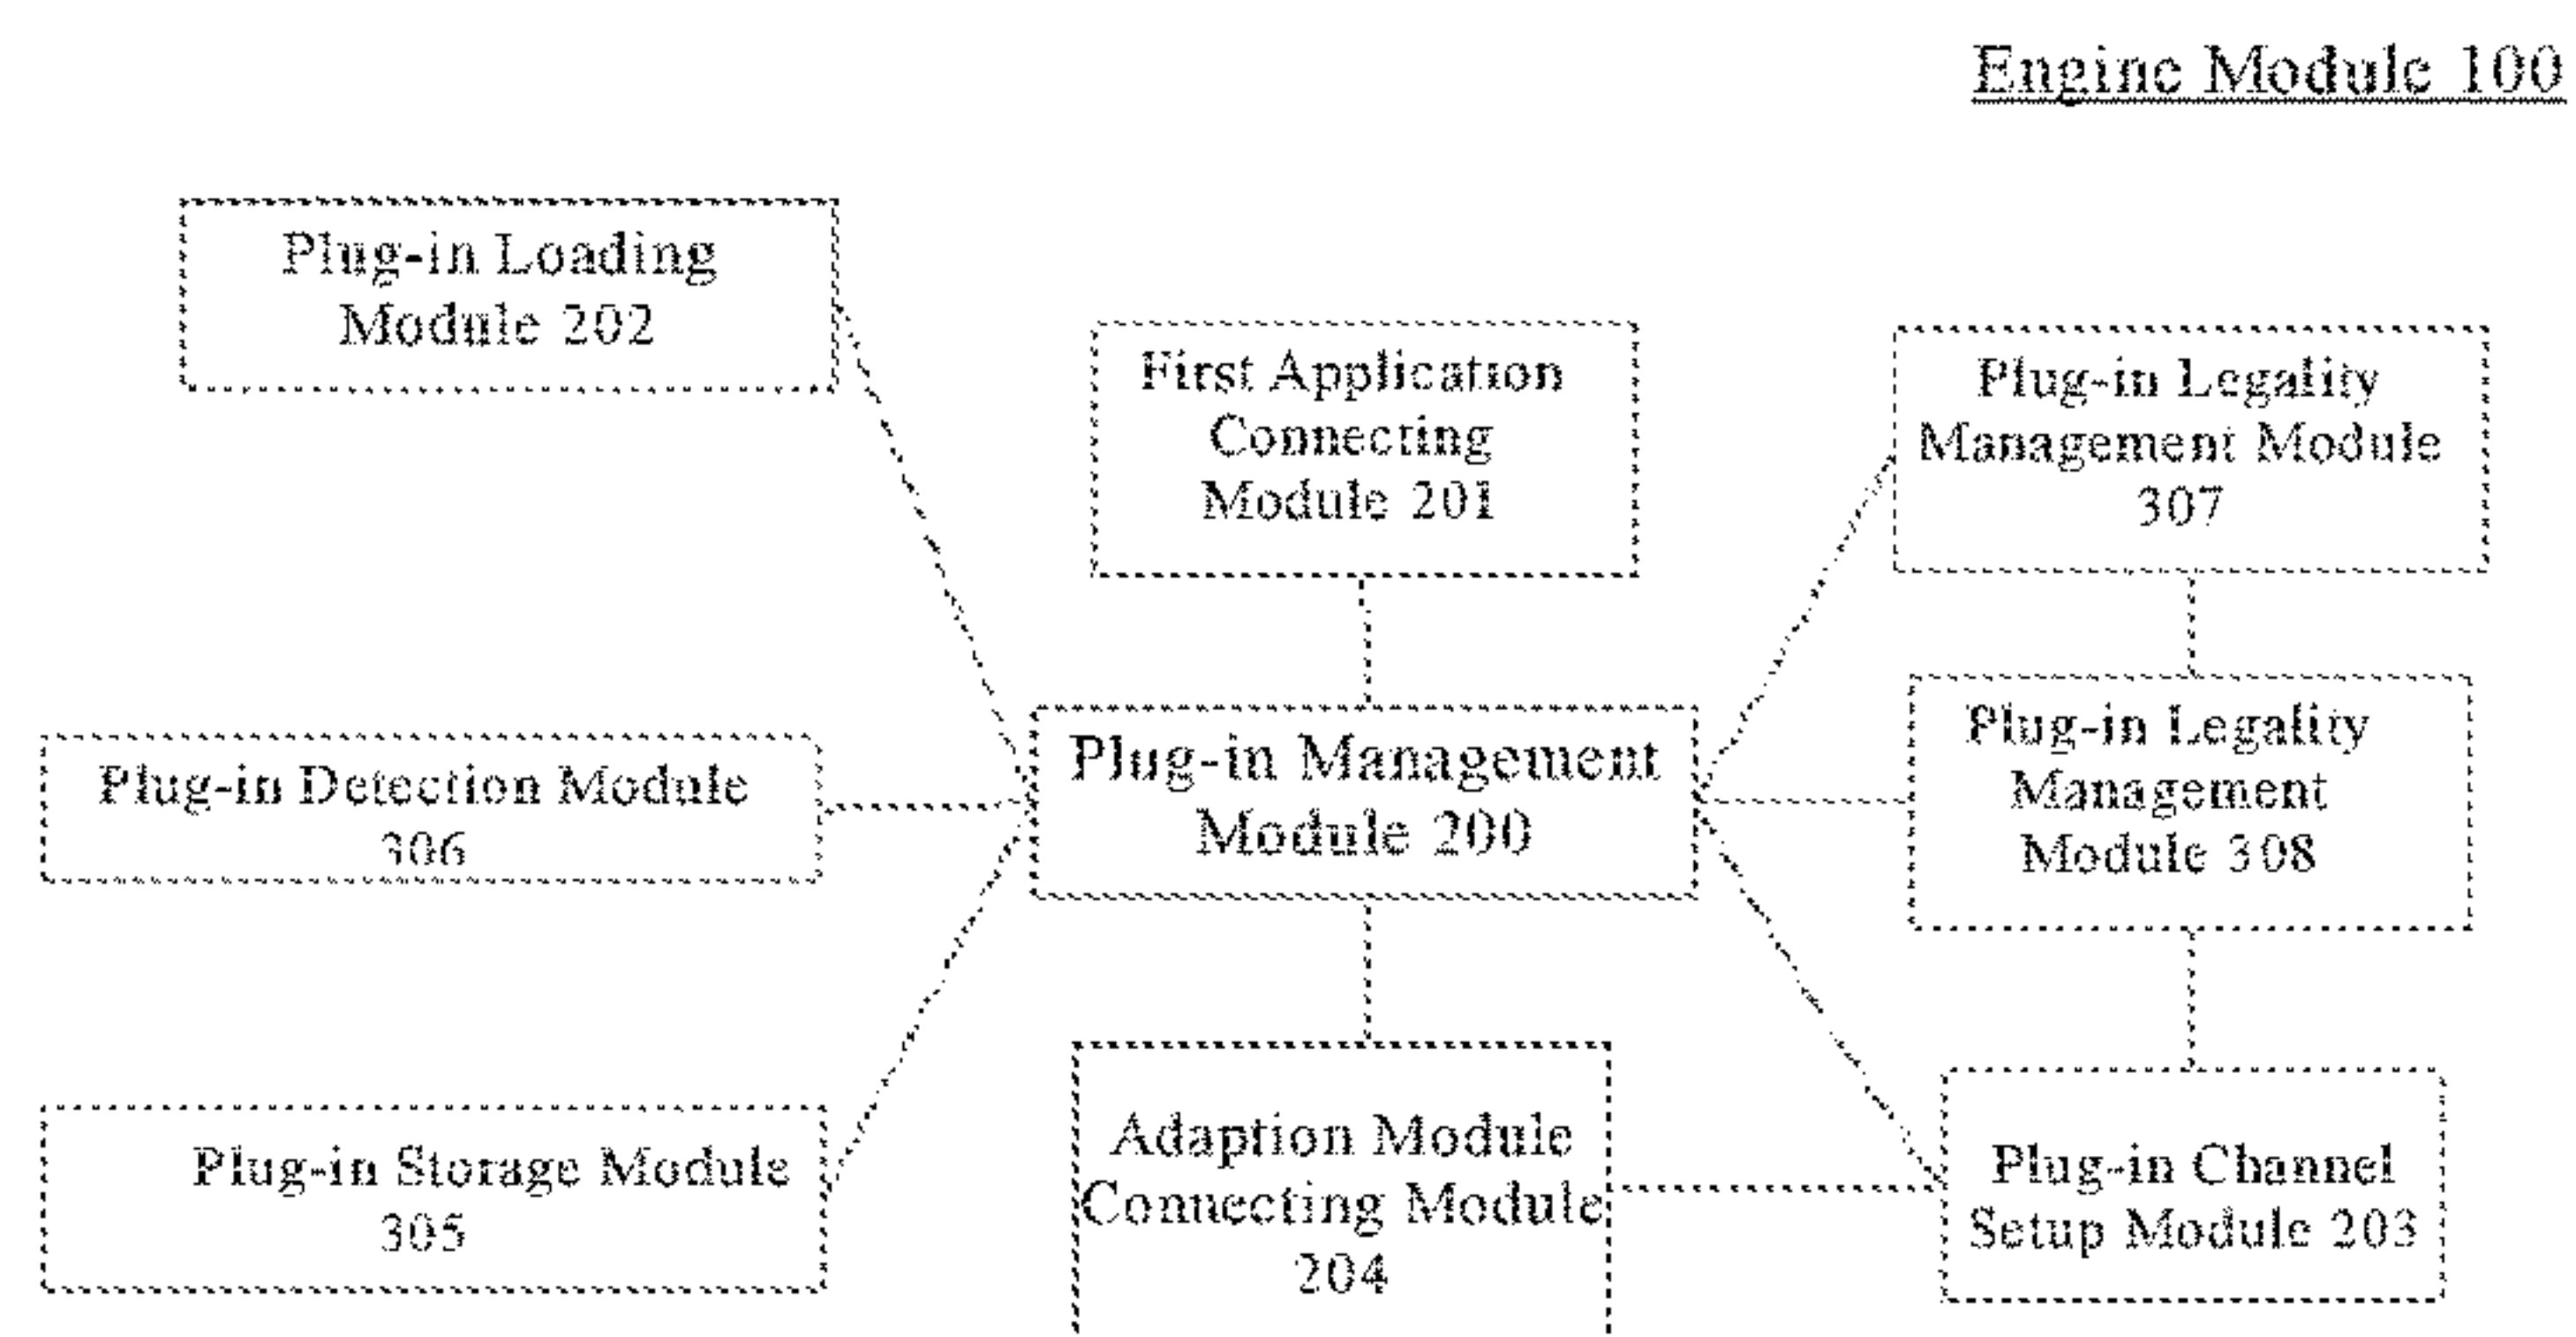 Engine Module 100
Plug-in Loading
Module 202
First Application
Connecting
Module 201
Plug-in Legality
Management Module
307
Plug-in Detection Module
306
Plug-in Management
Module 200
Plug-in Legality
Management
Module 308
Plug-in Storage Module
305
Adaption Module
Connecting Module
204
Plug-in Channel
Setup Module 203